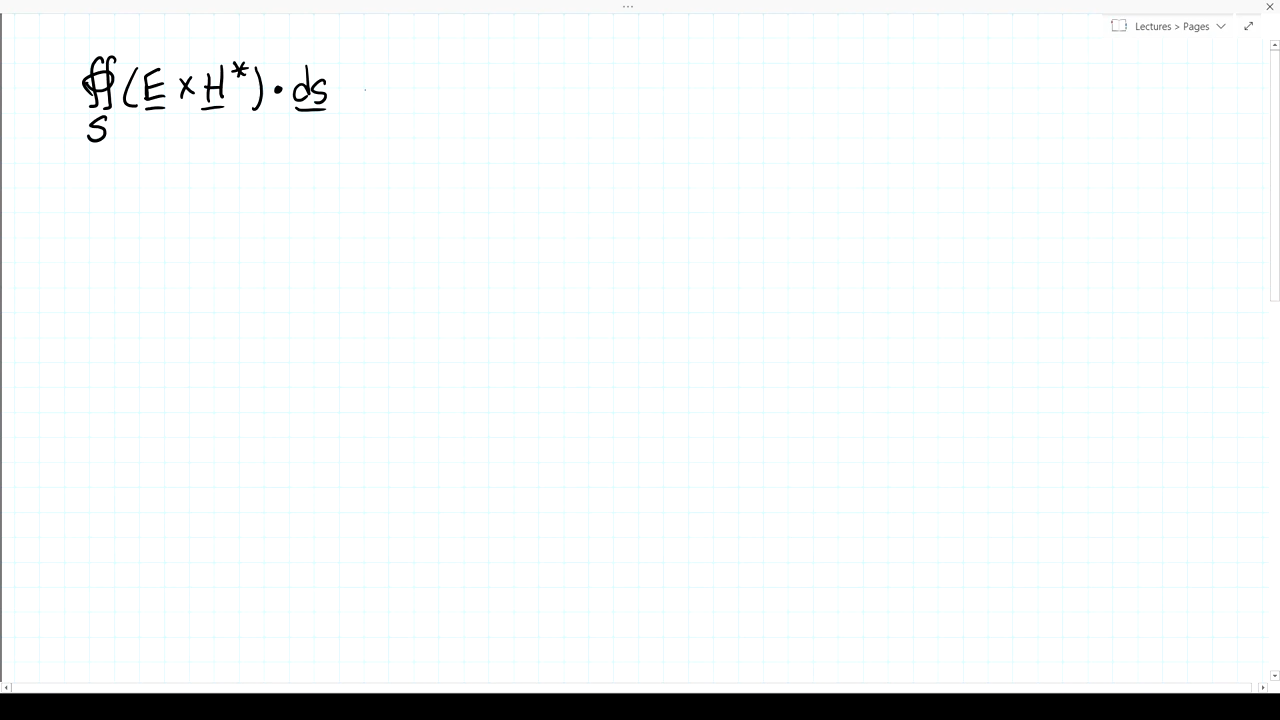 Lectures > Pages
∯(E × H*) • ds
S